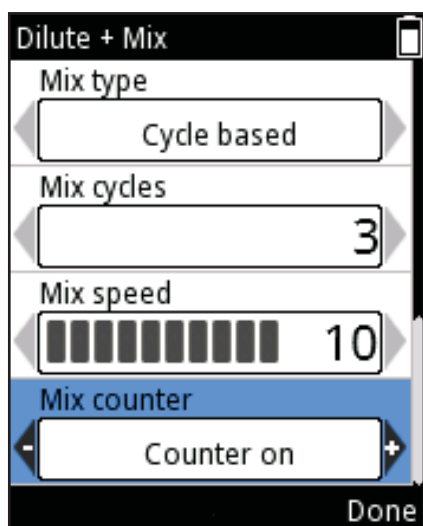 Dilute + Mix
Mix type
Cycle based
Mix cycles
3
Mix speed
10
Mix counter
- Counter on +
Done